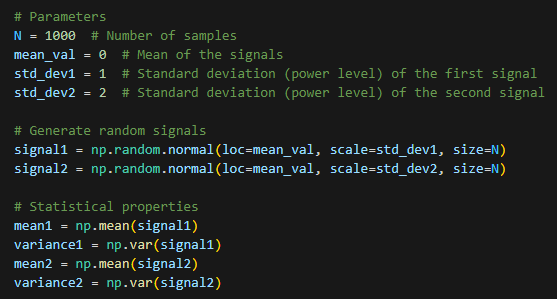 # Parameters
N = 1000  # Number of samples
mean_val = 0  # Mean of the signals
std_dev1 = 1  # Standard deviation (power level) of the first signal
std_dev2 = 2  # Standard deviation (power level) of the second signal

# Generate random signals
signal1 = np.random.normal(loc=mean_val, scale=std_dev1, size=N)
signal2 = np.random.normal(loc=mean_val, scale=std_dev2, size=N)

# Statistical properties
mean1 = np.mean(signal1)
variance1 = np.var(signal1)
mean2 = np.mean(signal2)
variance2 = np.var(signal2)